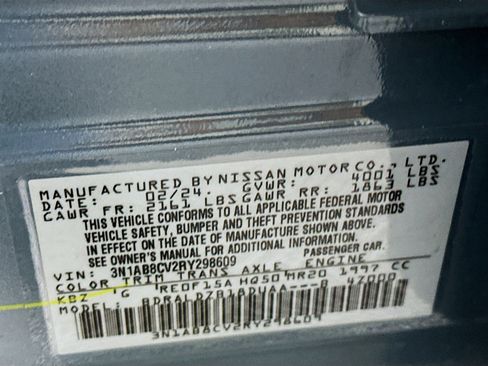 MANUFACTURED BY NISSAN MOTOR CO., LTD.
DATE: 02/24 GVWR: 4001 LBS
GAWR FR: 2161 LBS GAWR RR: 1863 LBS
THIS VEHICLE CONFORMS TO ALL APPLICABLE FEDERAL MOTOR
VEHICLE SAFETY, BUMPER AND THEFT PREVENTION STANDARDS
IN EFFECT ON THE DATE OF MANUFACTURE SHOWN ABOVE.
SEE OWNER'S MANUAL FOR ADDITIONAL INFORMATION.
VIN: 3N1AB8CV2RY298609 PASSENGER CAR
COLOR TRIM TRANS AXLE ENGINE
KBZ G RE0F15A HQ50 MR20 1997 CC
MODEL: 47000
3N1AB8CV2RY298609